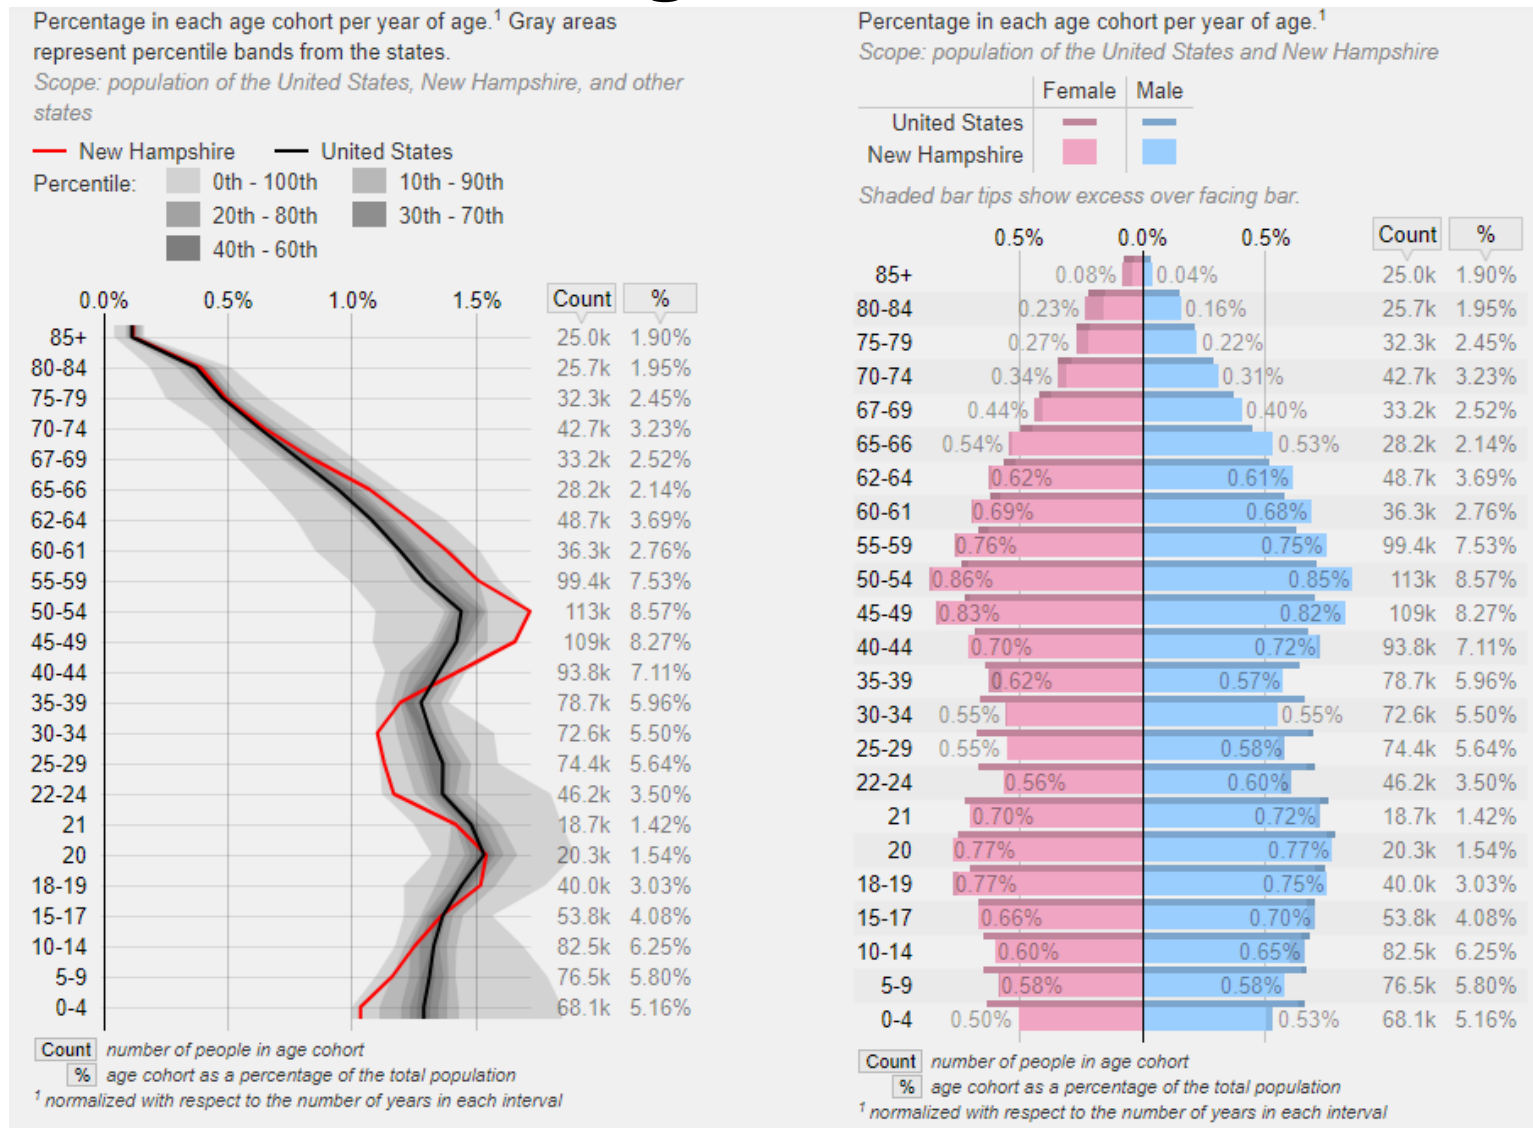 Percentage in each age cohort per year of age.¹ Gray areas
represent percentile bands from the states.
Scope: population of the United States, New Hampshire, and other
states
New Hampshire United States
Percentile: 0th - 100th 10th - 90th
20th - 80th 30th - 70th
40th - 60th
0.0% 0.5% 1.0% 1.5% Count %
85+ 25.0k 1.90%
80-84 25.7k 1.95%
75-79 32.3k 2.45%
70-74 42.7k 3.23%
67-69 33.2k 2.52%
65-66 28.2k 2.14%
62-64 48.7k 3.69%
60-61 36.3k 2.76%
55-59 99.4k 7.53%
50-54 113k 8.57%
45-49 109k 8.27%
40-44 93.8k 7.11%
35-39 78.7k 5.96%
30-34 72.6k 5.50%
25-29 74.4k 5.64%
22-24 46.2k 3.50%
21 18.7k 1.42%
20 20.3k 1.54%
18-19 40.0k 3.03%
15-17 53.8k 4.08%
10-14 82.5k 6.25%
5-9 76.5k 5.80%
0-4 68.1k 5.16%
Count number of people in age cohort
% age cohort as a percentage of the total population
¹ normalized with respect to the number of years in each interval
Percentage in each age cohort per year of age.¹
Scope: population of the United States and New Hampshire
Female Male
United States
New Hampshire
Shaded bar tips show excess over facing bar.
0.5% 0.0% 0.5% Count %
85+ 0.08% 0.04% 25.0k 1.90%
80-84 0.23% 0.16% 25.7k 1.95%
75-79 0.27% 0.22% 32.3k 2.45%
70-74 0.34% 0.31% 42.7k 3.23%
67-69 0.44% 0.40% 33.2k 2.52%
65-66 0.54% 0.53% 28.2k 2.14%
62-64 0.62% 0.61% 48.7k 3.69%
60-61 0.69% 0.68% 36.3k 2.76%
55-59 0.76% 0.75% 99.4k 7.53%
50-54 0.86% 0.85% 113k 8.57%
45-49 0.83% 0.82% 109k 8.27%
40-44 0.70% 0.72% 93.8k 7.11%
35-39 0.62% 0.57% 78.7k 5.96%
30-34 0.55% 0.55% 72.6k 5.50%
25-29 0.55% 0.58% 74.4k 5.64%
22-24 0.56% 0.60% 46.2k 3.50%
21 0.70% 0.72% 18.7k 1.42%
20 0.77% 0.77% 20.3k 1.54%
18-19 0.77% 0.75% 40.0k 3.03%
15-17 0.66% 0.70% 53.8k 4.08%
10-14 0.60% 0.65% 82.5k 6.25%
5-9 0.58% 0.58% 76.5k 5.80%
0-4 0.50% 0.53% 68.1k 5.16%
Count number of people in age cohort
% age cohort as a percentage of the total population
¹ normalized with respect to the number of years in each interval